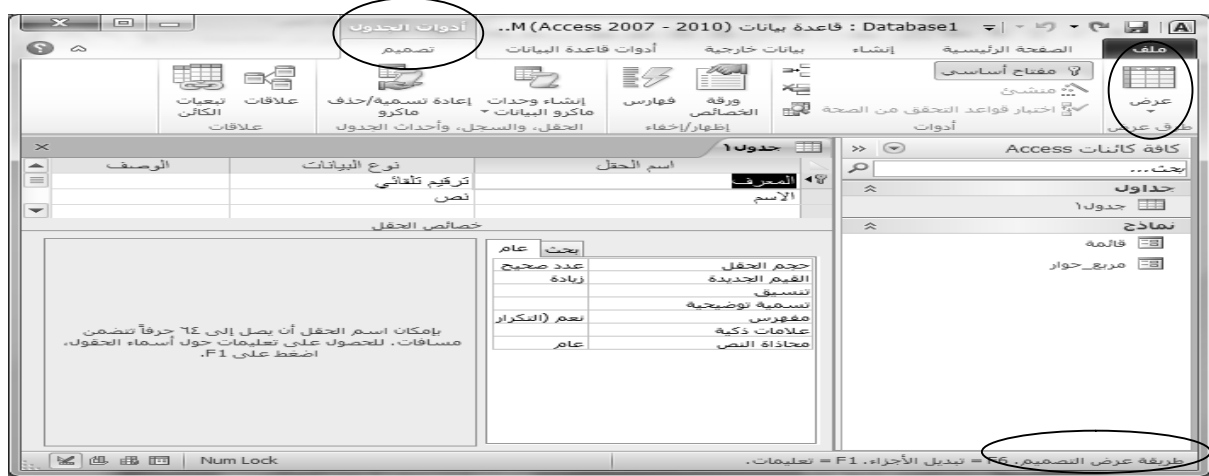 Database1 : قاعدة بيانات (Access 2007 - 2010) M..
أدوات الجدول
ملف
الصفحة الرئيسية
إنشاء
بيانات خارجية
أدوات قاعدة البيانات
تصميم
عرض
طرق عرض
مفتاح أساسي
منشئ
اختبار قواعد التحقق من الصحة
أدوات
ورقة الخصائص
فهارس
إظهار/إخفاء
إنشاء وحدات ماكرو البيانات
إعادة تسمية/حذف ماكرو
الحقل، والسجل، وأحداث الجدول
علاقات
تبعيات الكائن
علاقات
كافة كائنات Access
بحث...
جداول
جدول١
نماذج
قائمة
مربع_حوار
جدول١
اسم الحقل
نوع البيانات
الوصف
المعرف
ترقيم تلقائي
الاسم
نص
خصائص الحقل
عام
بحث
حجم الحقل
عدد صحيح
القيم الجديدة
زيادة
تنسيق
تسمية توضيحية
مفهرس
نعم (التكرار
علامات ذكية
محاذاة النص
عام
بإمكان اسم الحقل أن يصل إلى ٦٤ حرفاً تتضمن
مسافات. للحصول على تعليمات حول أسماء الحقول،
اضغط على F1.
طريقة عرض التصميم. F6 = تبديل الأجزاء. F1 = تعليمات.
Num Lock